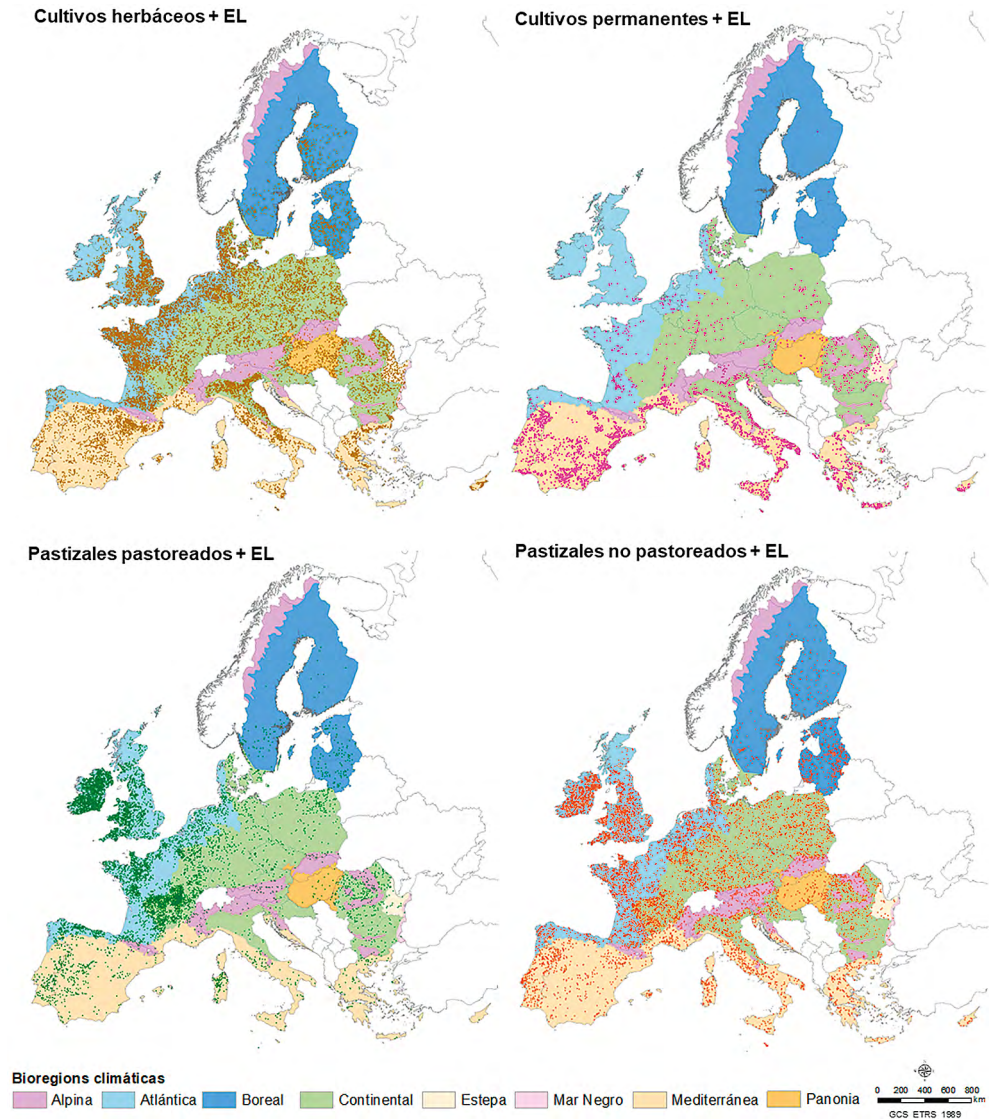 Cultivos herbáceos + EL
Cultivos permanentes + EL
Pastizales pastoreados + EL
Pastizales no pastoreados + EL
Bioregions climáticas
Alpina Atlántica Boreal Continental Estepa Mar Negro Mediterránea Panonia
0 200 400 600 800
km
GCS ETRS 1989